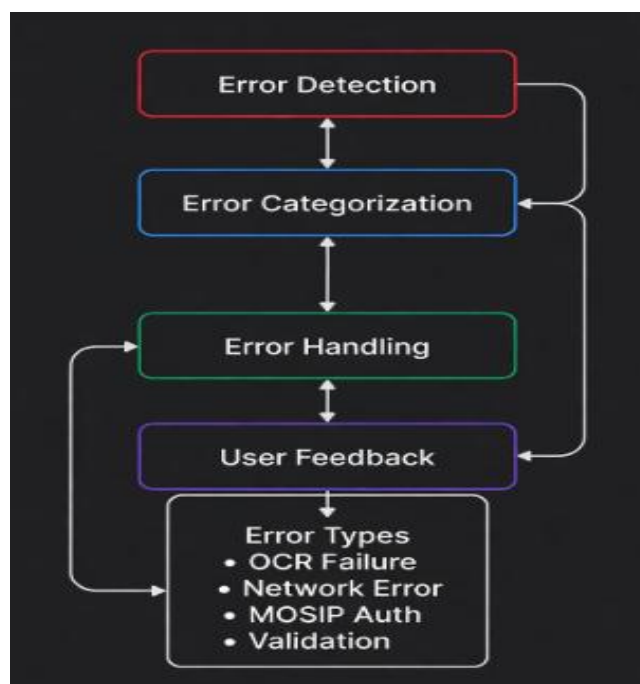 Error Detection
Error Categorization
Error Handling
User Feedback
Error Types
• OCR Failure
• Network Error
• MOSIP Auth
• Validation